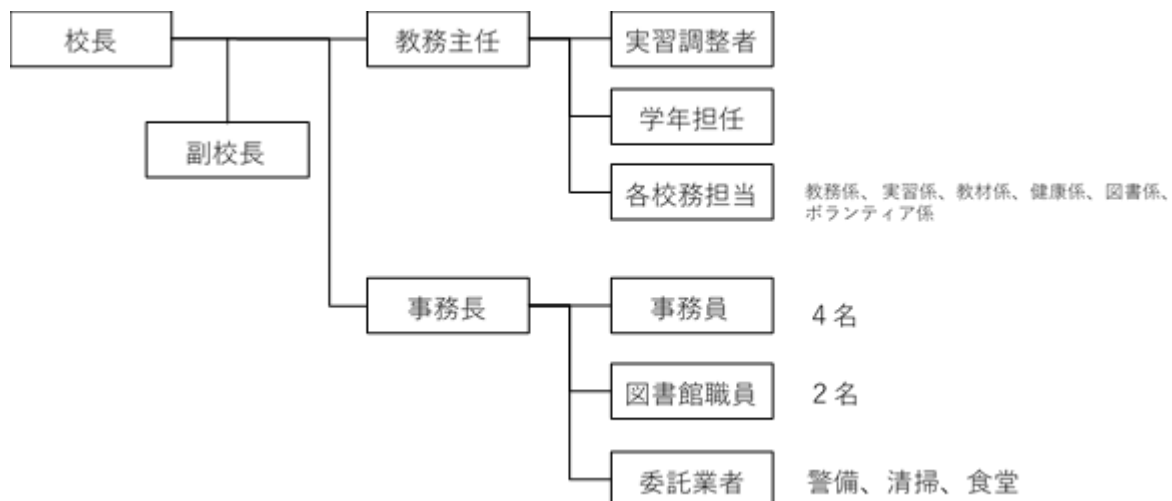 校長
教務主任
実習調整者
学年担任
副校長
各校務担当
教務係、実習係、教材係、健康係、図書係、
ボランティア係
事務長
事務員
4名
図書館職員
2名
委託業者
警備、清掃、食堂